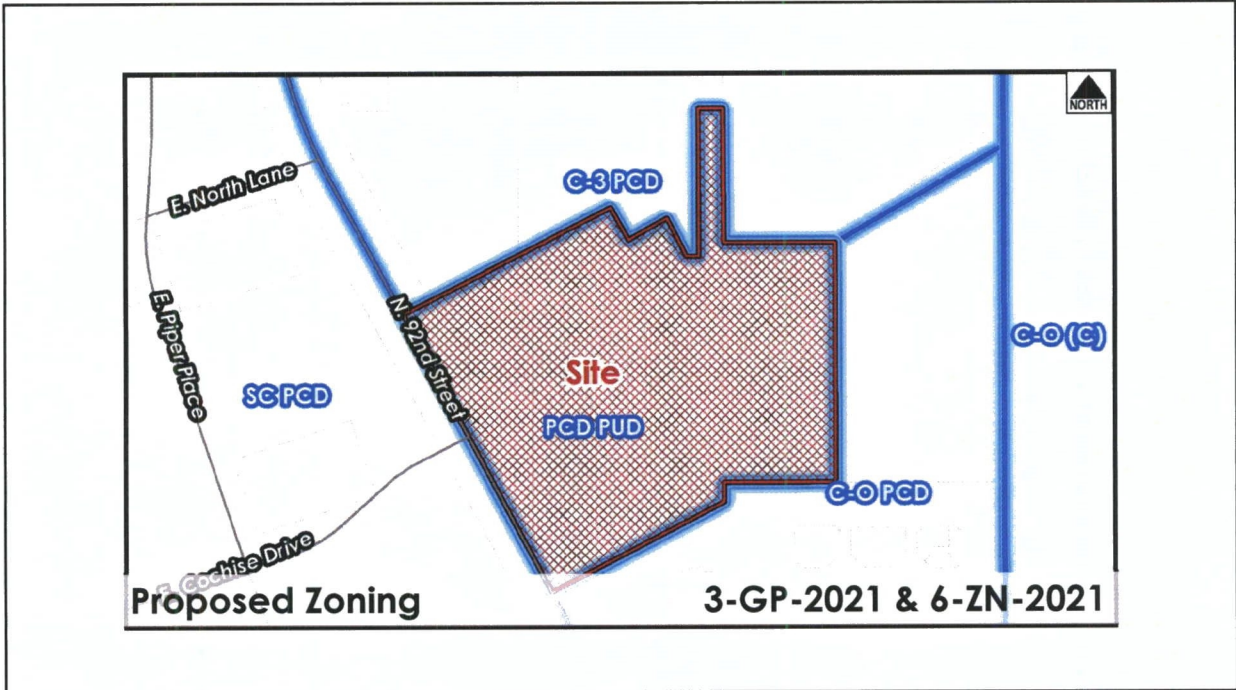 NORTH
C-3 PCD
E. North Lane
E. Piper Place
N. 92nd Street
C-O (C)
Site
SC PCD
PCD PUD
C-O PCD
E. Cochise Drive
Proposed Zoning
3-GP-2021 & 6-ZN-2021